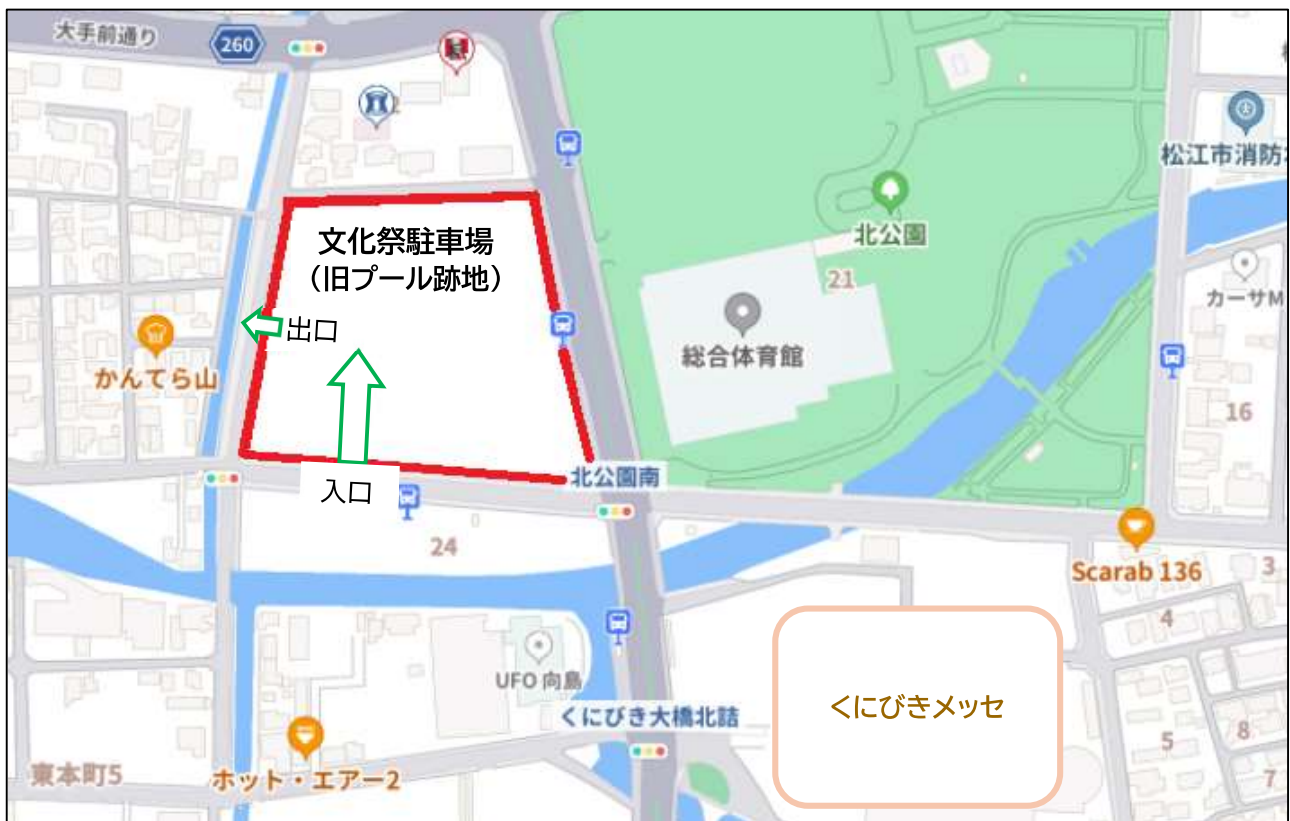 大手前通り
260
松江市消防
文化祭駐車場
（旧プール跡地）
北公園
21
カーサM
出口
総合体育館
かんてら山
16
入口
北公園南
24
Scarab 136
3
4
UFO 向島
くにびきメッセ
くにびき大橋北詰
5
8
東本町5
ホット・エアー2
7